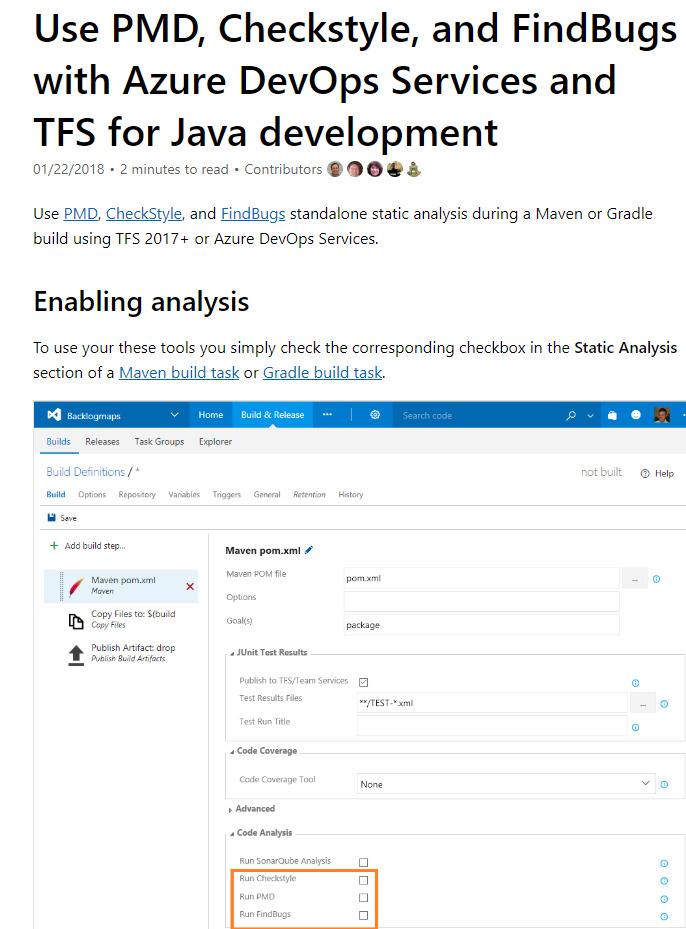 Use PMD, Checkstyle, and FindBugs
with Azure DevOps Services and
TFS for Java development
01/22/2018 • 2 minutes to read • Contributors
Use PMD, CheckStyle, and FindBugs standalone static analysis during a Maven or Gradle
build using TFS 2017+ or Azure DevOps Services.
Enabling analysis
To use your these tools you simply check the corresponding checkbox in the Static Analysis
section of a Maven build task or Gradle build task.
Backlogmaps Home Build & Release ••• Search code
Builds Releases Task Groups Explorer
Build Definitions / * not built Help
Build Options Repository Variables Triggers General Retention History
Save
Add build step...
Maven pom.xml
Maven
Copy Files to: $(build
Copy Files
Publish Artifact: drop
Publish Build Artifacts
Maven pom.xml
Maven POM file pom.xml ...
Options
Goal(s) package
JUnit Test Results
Publish to TFS/Team Services
Test Results Files **/TEST-*.xml ...
Test Run Title
Code Coverage
Code Coverage Tool None
Advanced
Code Analysis
Run SonarQube Analysis
Run Checkstyle
Run PMD
Run FindBugs